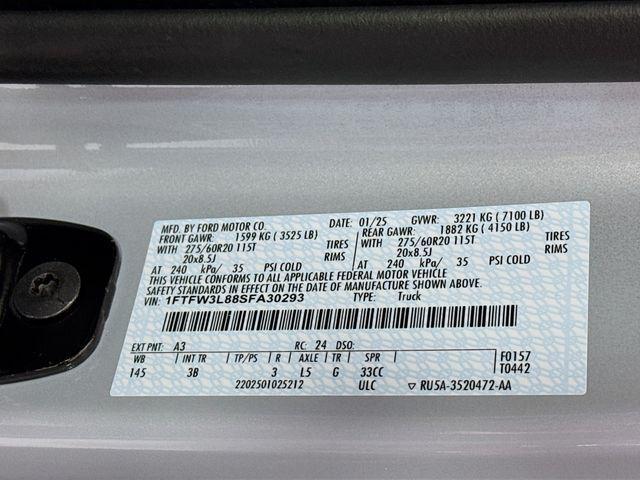 MFD. BY FORD MOTOR CO. DATE: 01/25 GVWR: 3221 KG ( 7100 LB)
FRONT GAWR: 1599 KG ( 3525 LB) REAR GAWR: 1882 KG ( 4150 LB)
WITH 275/60R20 115T TIRES WITH 275/60R20 115T TIRES
20x8.5J RIMS 20x8.5J RIMS
AT 240 kPa/ 35 PSI COLD AT 240 kPa/ 35 PSI COLD
THIS VEHICLE CONFORMS TO ALL APPLICABLE FEDERAL MOTOR VEHICLE
SAFETY STANDARDS IN EFFECT ON THE DATE OF MANUFACTURE SHOWN ABOVE.
VIN: 1FTFW3L88SFA30293 TYPE: Truck
EXT PNT: A3 RC: 24 DSO:
WB INT TR TP/PS R AXLE TR SPR F0157
145 3B 3 L5 G 33CC T0442
2202501025212 ULC ▽ RU5A-3520472-AA